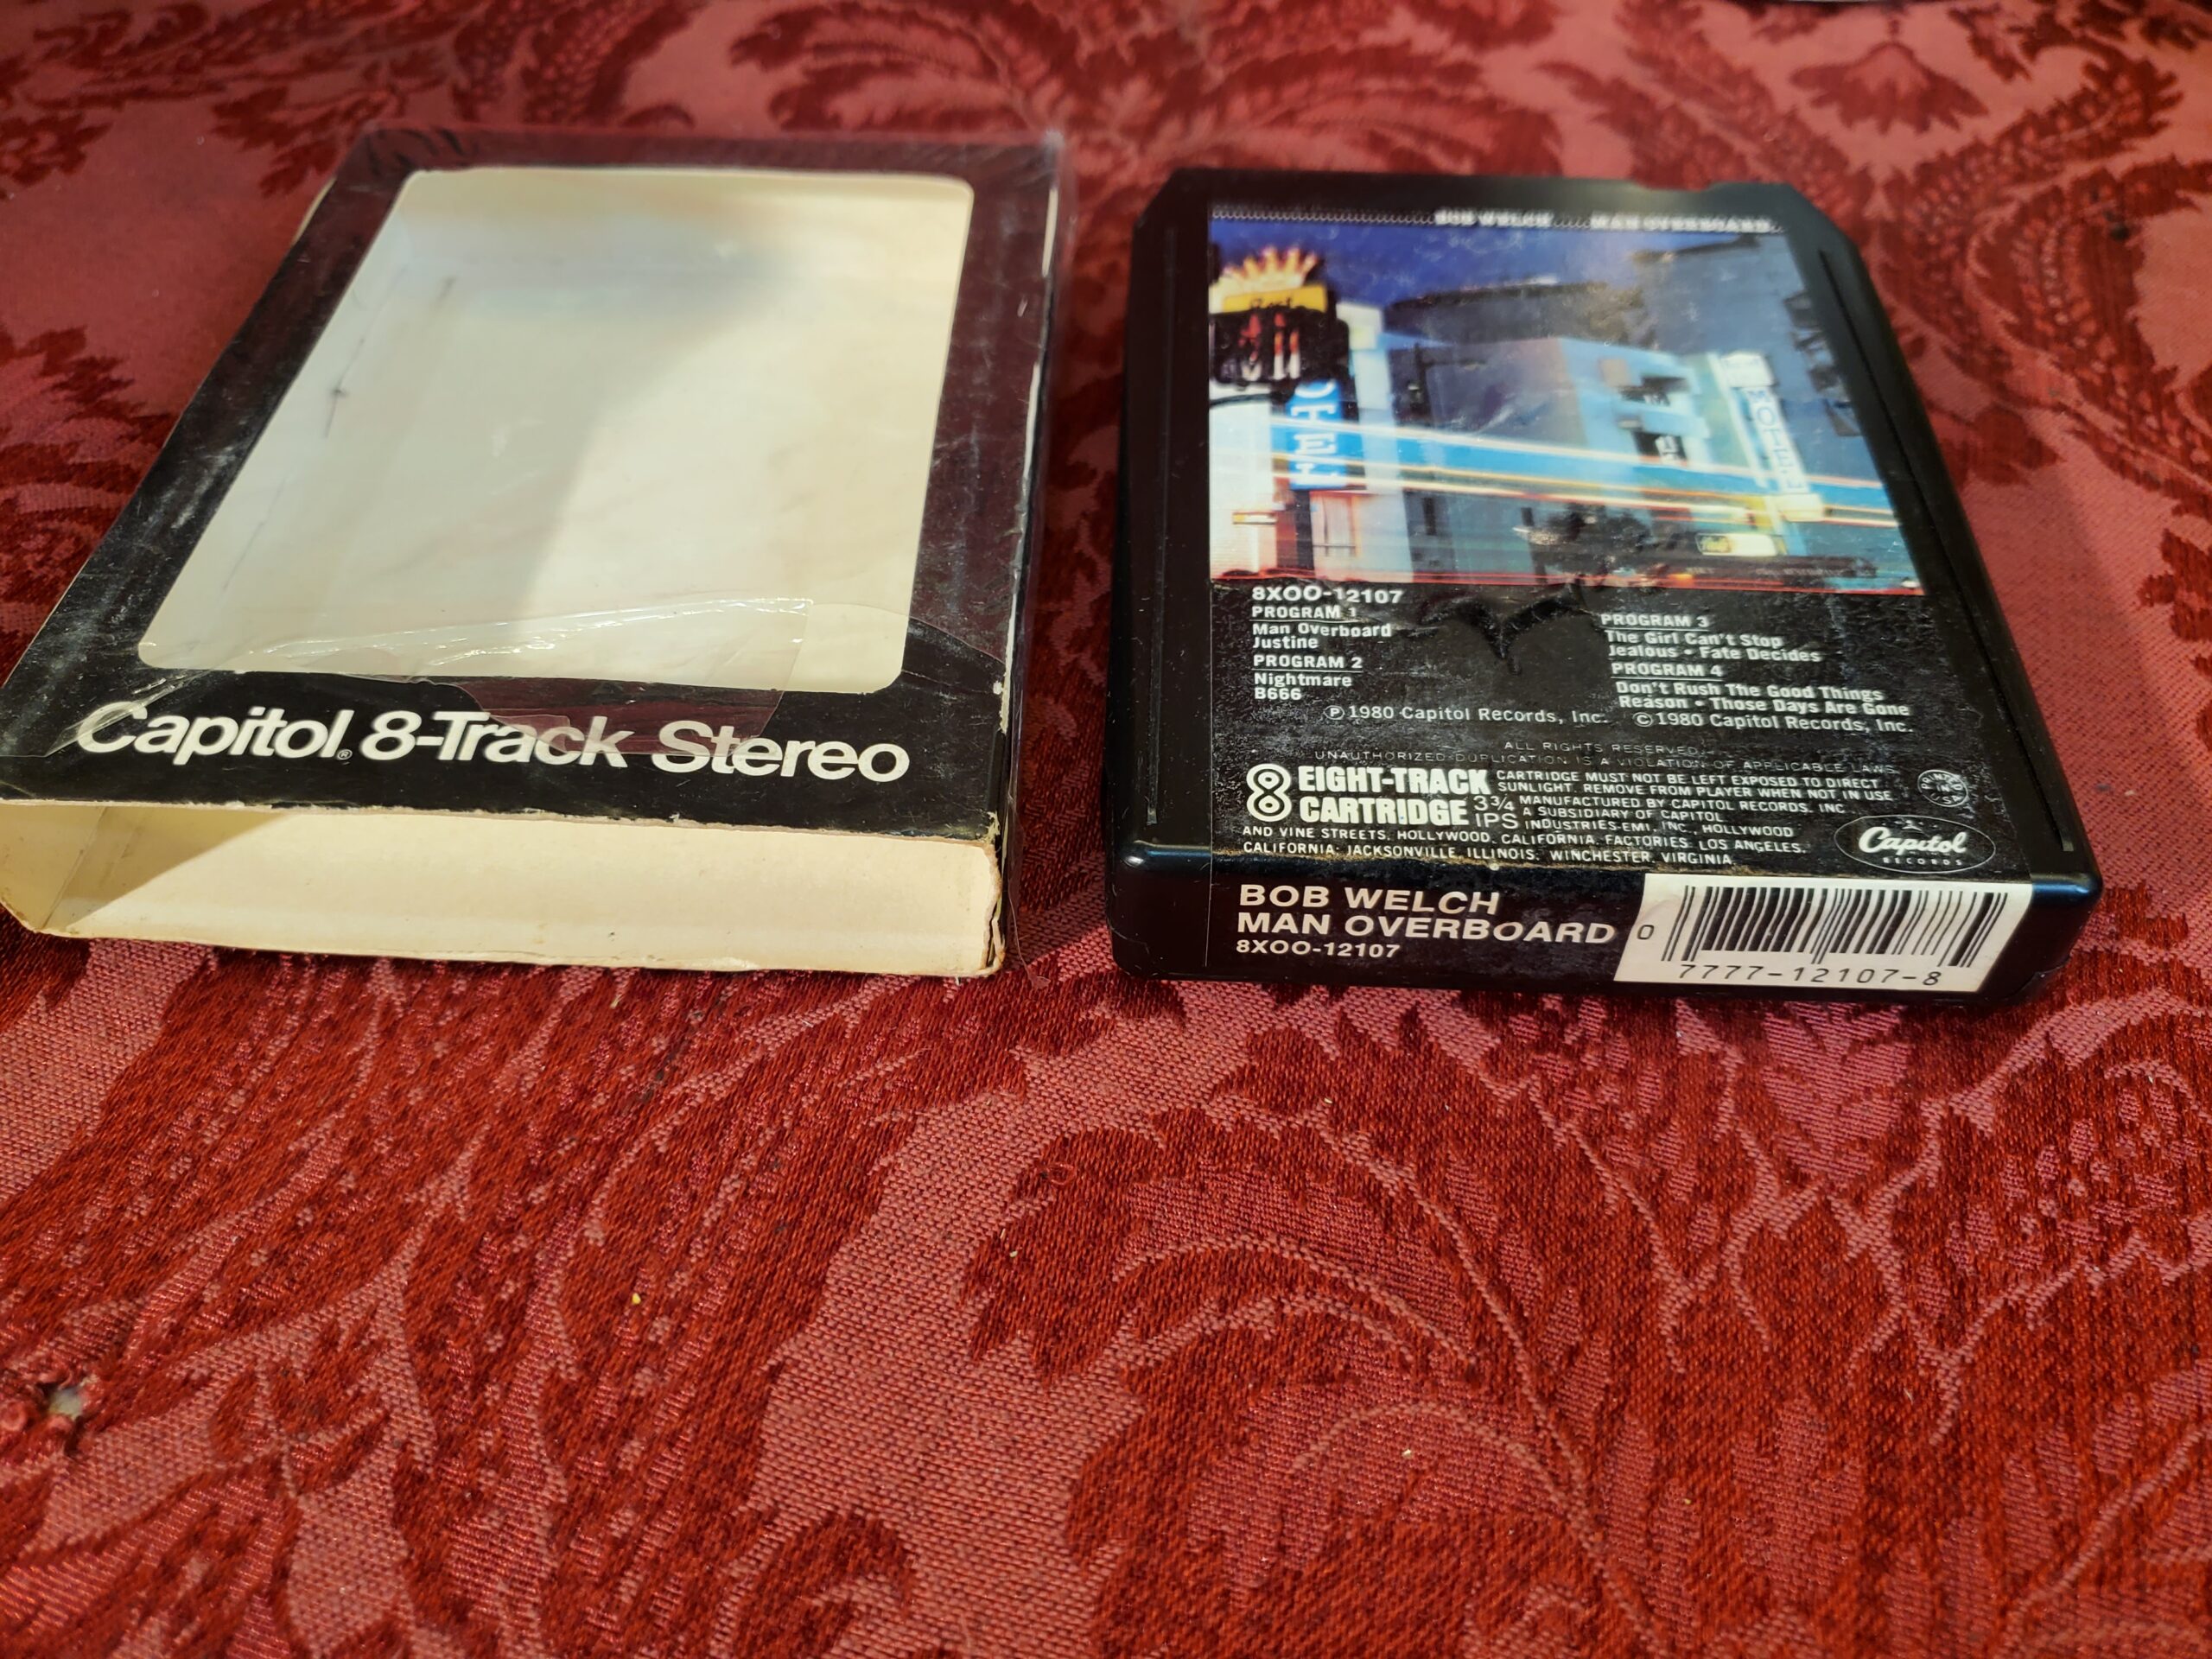 Capitol® 8-Track Stereo
BOB WELCH MAN OVERBOARD
HOTEL
8XOO-12107
PROGRAM 1
Man Overboard
Justine
PROGRAM 2
Nightmare
B666
PROGRAM 3
The Girl Can't Stop
Jealous • Fate Decides
PROGRAM 4
Don't Rush The Good Things
Reason • Those Days Are Gone
Ⓟ1980 Capitol Records, Inc. ©1980 Capitol Records, Inc.
ALL RIGHTS RESERVED.
UNAUTHORIZED DUPLICATION IS A VIOLATION OF APPLICABLE LAWS.
8 EIGHT-TRACK
CARTRIDGE 3¾ IPS
CARTRIDGE MUST NOT BE LEFT EXPOSED TO DIRECT
SUNLIGHT. REMOVE FROM PLAYER WHEN NOT IN USE
MANUFACTURED BY CAPITOL RECORDS, INC.
A SUBSIDIARY OF CAPITOL
INDUSTRIES-EMI, INC., HOLLYWOOD
AND VINE STREETS, HOLLYWOOD, CALIFORNIA. FACTORIES: LOS ANGELES,
CALIFORNIA; JACKSONVILLE, ILLINOIS; WINCHESTER, VIRGINIA.
Capitol
RECORDS
BOB WELCH
MAN OVERBOARD
8XOO-12107
0 7777-12107-8